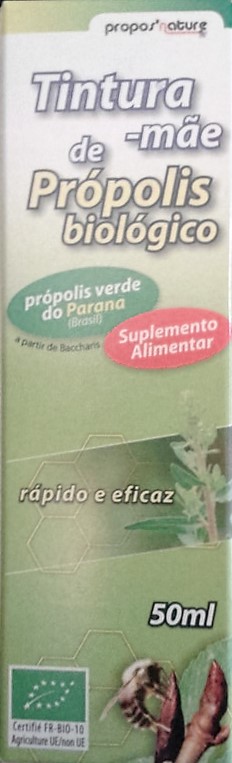 propos'nature
Tintura
-mãe
de
Própolis
biológico
própolis verde
do Parana
(Brasil)
a partir de Baccharis
Suplemento
Alimentar
rápido e eficaz
50ml
Certifié FR-BIO-10
Agriculture UE/non UE